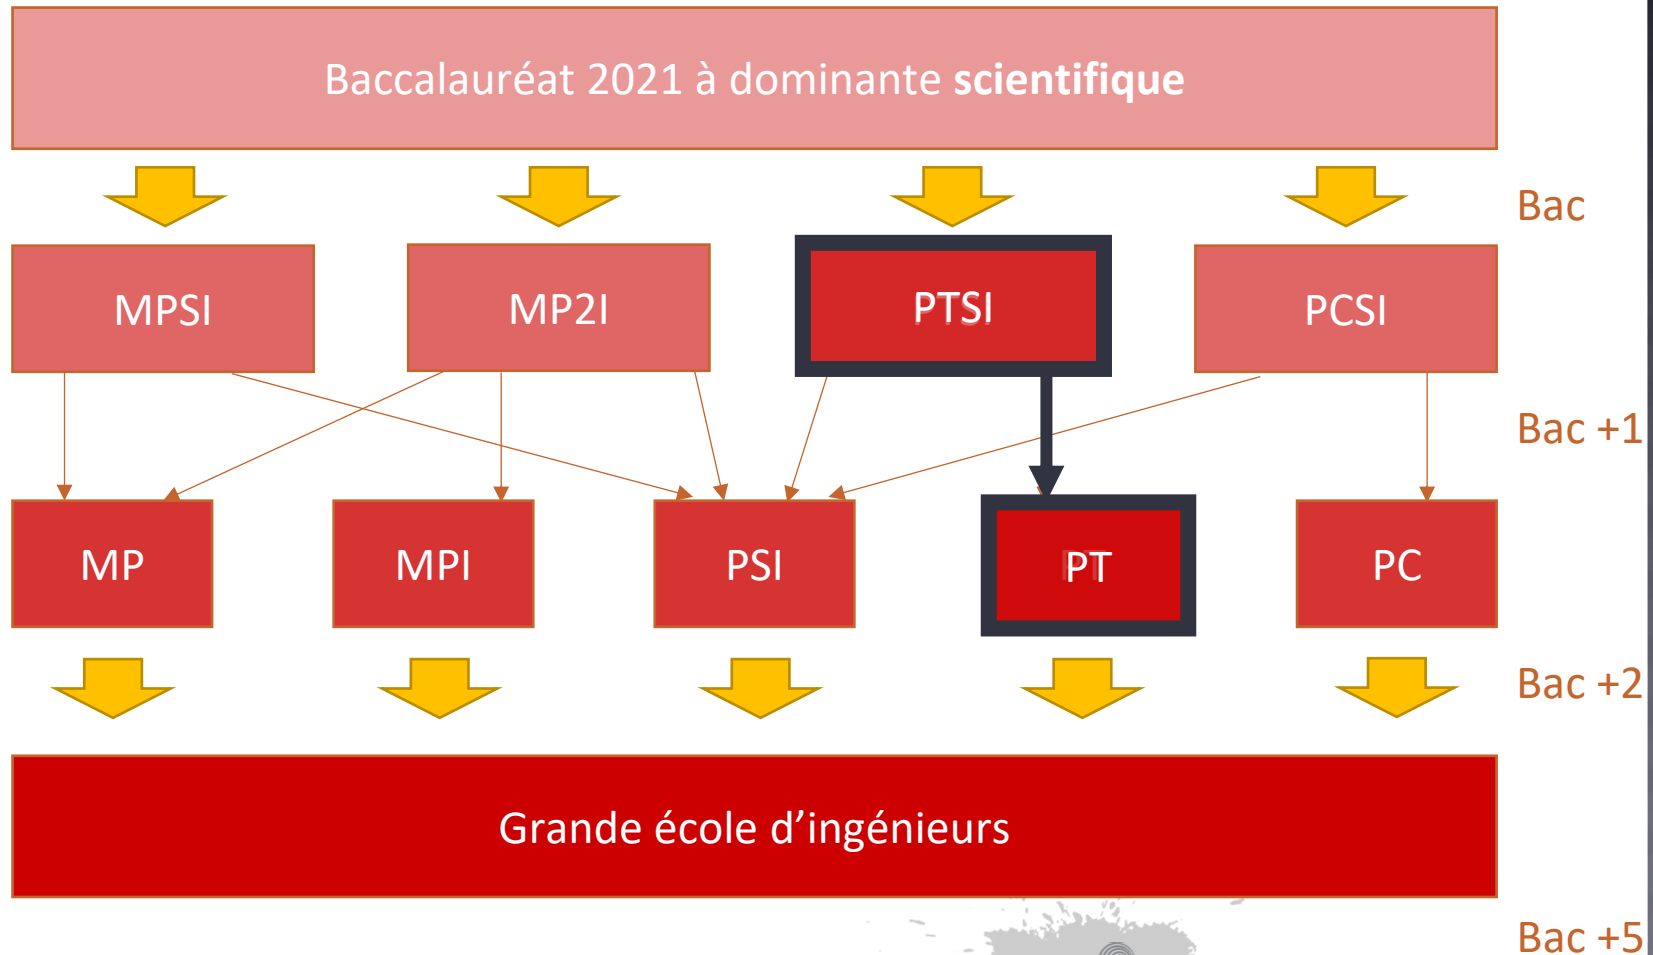 Baccalauréat 2021 à dominante scientifique
Bac
MPSI
MP2I
PTSI
PCSI
Bac +1
MP
MPI
PSI
PT
PC
Bac +2
Grande école d’ingénieurs
Bac +5